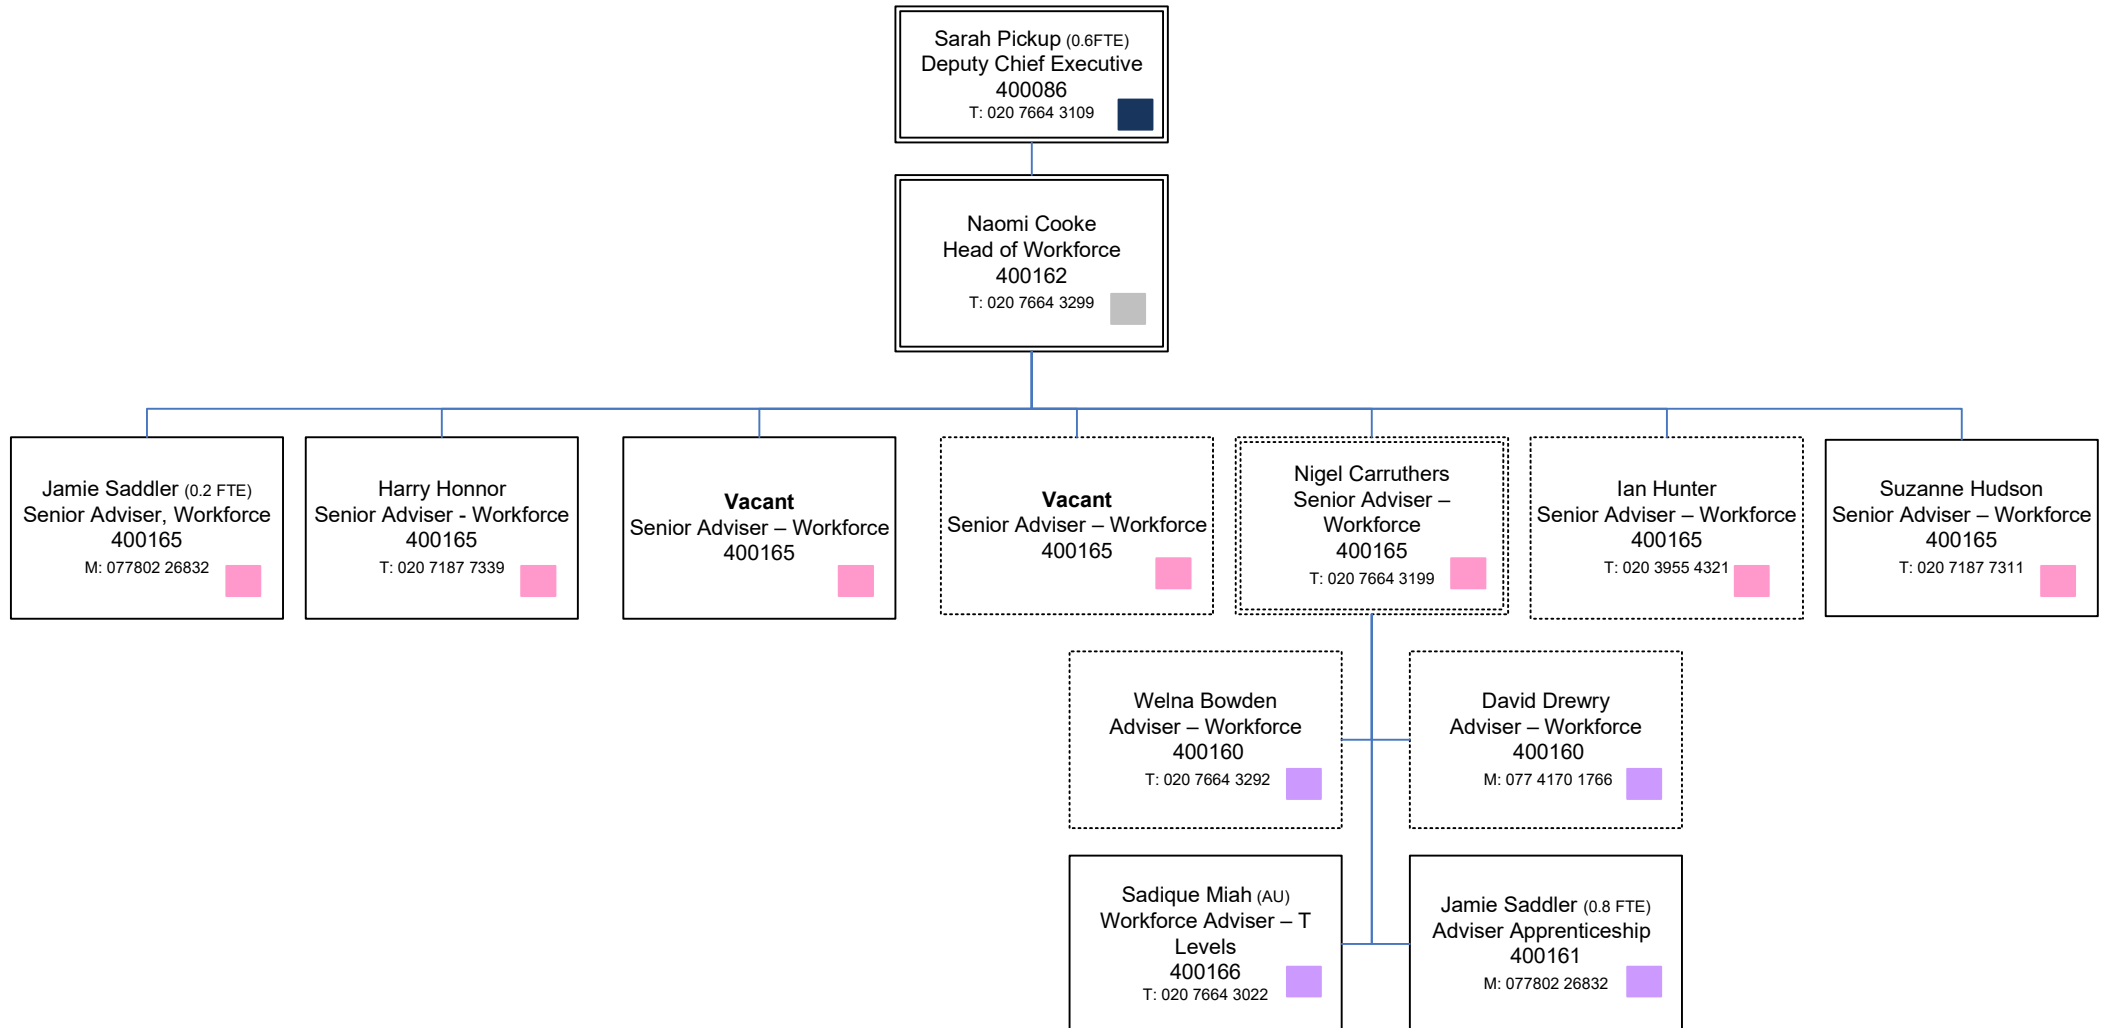 Sarah Pickup (0.6FTE)
Deputy Chief Executive
400086
T: 020 7664 3109
Naomi Cooke
Head of Workforce
400162
T: 020 7664 3299
Jamie Saddler (0.2 FTE)
Senior Adviser, Workforce
400165
M: 077802 26832
Harry Honnor
Senior Adviser - Workforce
400165
T: 020 7187 7339
Vacant
Senior Adviser – Workforce
400165
Vacant
Senior Adviser – Workforce
400165
Nigel Carruthers
Senior Adviser –
Workforce
400165
T: 020 7664 3199
Ian Hunter
Senior Adviser – Workforce
400165
T: 020 3955 4321
Suzanne Hudson
Senior Adviser – Workforce
400165
T: 020 7187 7311
Welna Bowden
Adviser – Workforce
400160
T: 020 7664 3292
David Drewry
Adviser – Workforce
400160
M: 077 4170 1766
Sadique Miah (AU)
Workforce Adviser – T
Levels
400166
T: 020 7664 3022
Jamie Saddler (0.8 FTE)
Adviser Apprenticeship
400161
M: 077802 26832